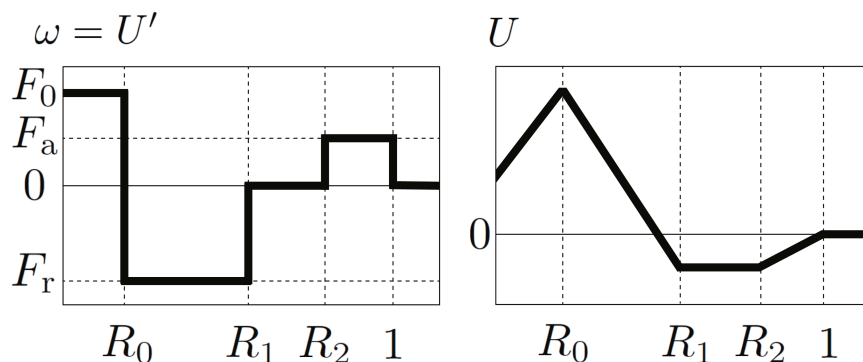 ω = U′
F₀
Fₐ
0
Fᵣ
R₀ R₁ R₂ 1
U
0
R₀ R₁ R₂ 1